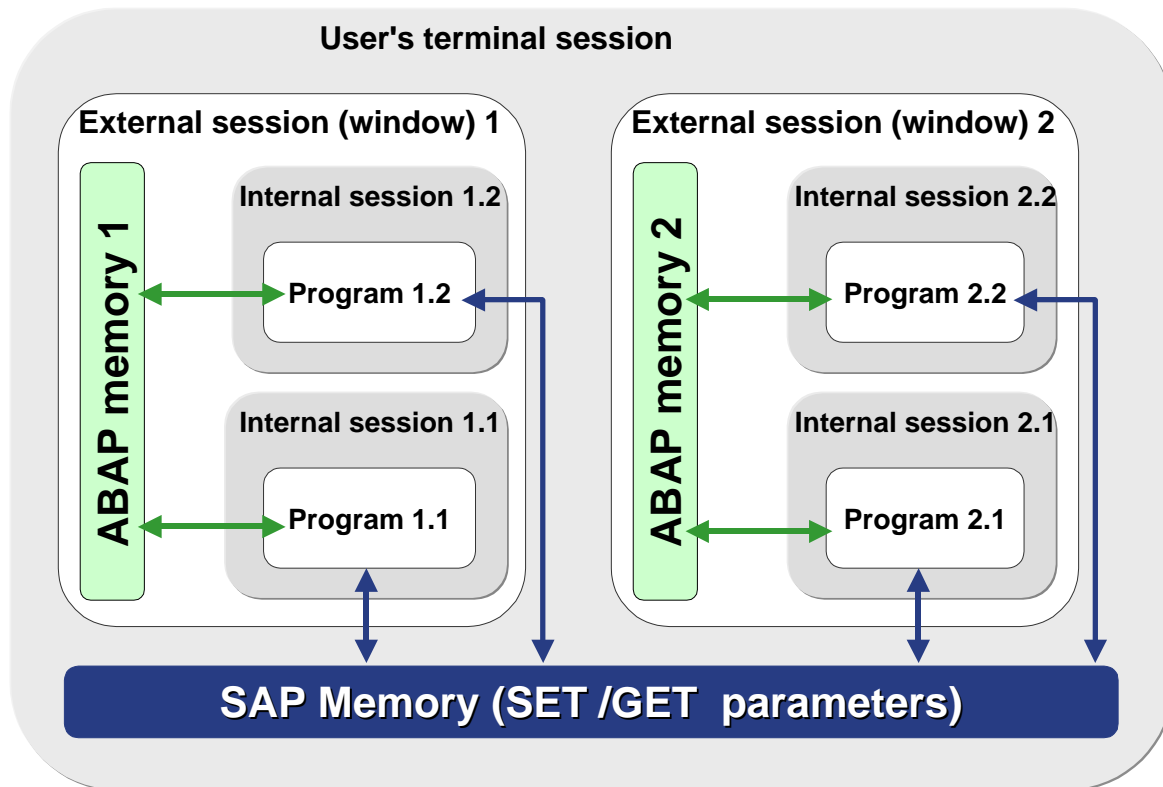 User's terminal session
External session (window) 1
ABAP memory 1
Internal session 1.2
Program 1.2
Internal session 1.1
Program 1.1
External session (window) 2
ABAP memory 2
Internal session 2.2
Program 2.2
Internal session 2.1
Program 2.1
SAP Memory (SET /GET parameters)